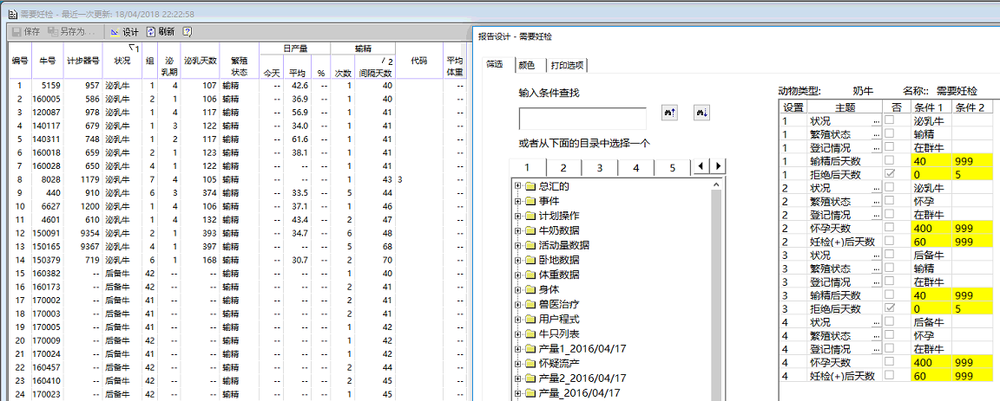 需要妊检 - 最近一次更新: 18/04/2018 22:22:58
保存 另存为... 设计 刷新
编号 牛号 计步器号 状况 1 组 泌乳期 泌乳天数 繁殖状态 日产量 今天 平均 % 输精 次数 2 间隔天数 代码 平均体重
1 5159 957 泌乳牛 1 4 107 输精 -- 42.6 -- 1 40 --
2 160005 586 泌乳牛 2 1 106 输精 -- 36.9 -- 1 40 --
3 120087 978 泌乳牛 1 4 117 输精 -- 56.9 -- 1 41 --
4 140117 679 泌乳牛 1 3 122 输精 -- 34.0 -- 1 41 --
5 140311 748 泌乳牛 1 2 117 输精 -- 61.6 -- 1 41 --
6 160018 659 泌乳牛 2 1 123 输精 -- 38.1 -- 1 41 --
7 160028 650 泌乳牛 4 1 122 输精 -- -- -- 1 41 --
8 8028 1179 泌乳牛 7 4 105 输精 -- -- -- 1 43 3 --
9 440 910 泌乳牛 6 3 374 输精 -- 33.5 -- 5 44 --
10 6627 1200 泌乳牛 1 4 106 输精 -- 37.1 -- 1 46 --
11 4601 610 泌乳牛 1 4 132 输精 -- 43.4 -- 2 47 --
12 150091 9354 泌乳牛 2 1 393 输精 -- 34.7 -- 6 48 --
13 150165 9367 泌乳牛 4 1 397 输精 -- -- -- 5 68 --
14 150379 719 泌乳牛 6 1 168 输精 -- 30.7 -- 2 70 --
15 160382 -- 后备牛 42 输精 -- -- -- 1 40 --
16 160173 -- 后备牛 42 输精 -- -- -- 2 41 --
17 170002 -- 后备牛 41 输精 -- -- -- 2 41 --
18 170003 -- 后备牛 41 输精 -- -- -- 2 41 --
19 170005 -- 后备牛 41 输精 -- -- -- 1 42 --
20 170009 -- 后备牛 42 输精 -- -- -- 2 42 --
21 170024 -- 后备牛 41 输精 -- -- -- 1 42 --
22 160457 -- 后备牛 42 输精 -- -- -- 2 44 --
23 160410 -- 后备牛 42 输精 -- -- -- 2 45 --
24 170023 -- 后备牛 42 输精 -- -- -- 1 45 --
报告设计 - 需要妊检
筛选 颜色 打印选项
输入条件查找
或者从下面的目录中选择一个
1 2 3 4 5
总汇的
事件
计划操作
牛奶数据
活动量数据
卧地数据
体重数据
身体
兽医治疗
用户程式
牛只列表
产量1_2016/04/17
怀疑流产
产量2_2016/04/17
产量_2016/04/17
动物类型: 奶牛 名称:: 需要妊检
设置 主题 否 条件 1 条件 2
1 状况 ... 泌乳牛
1 繁殖状态 ... 输精
1 登记情况 ... 在群牛
1 输精后天数 40 999
1 拒绝后天数 0 5
2 状况 ... 泌乳牛
2 繁殖状态 ... 怀孕
2 登记情况 ... 在群牛
2 怀孕天数 400 999
2 妊检(+)后天数 60 999
3 状况 ... 后备牛
3 繁殖状态 ... 输精
3 登记情况 ... 在群牛
3 输精后天数 40 999
3 拒绝后天数 0 5
4 状况 ... 后备牛
4 繁殖状态 ... 怀孕
4 登记情况 ... 在群牛
4 怀孕天数 400 999
4 妊检(+)后天数 60 999